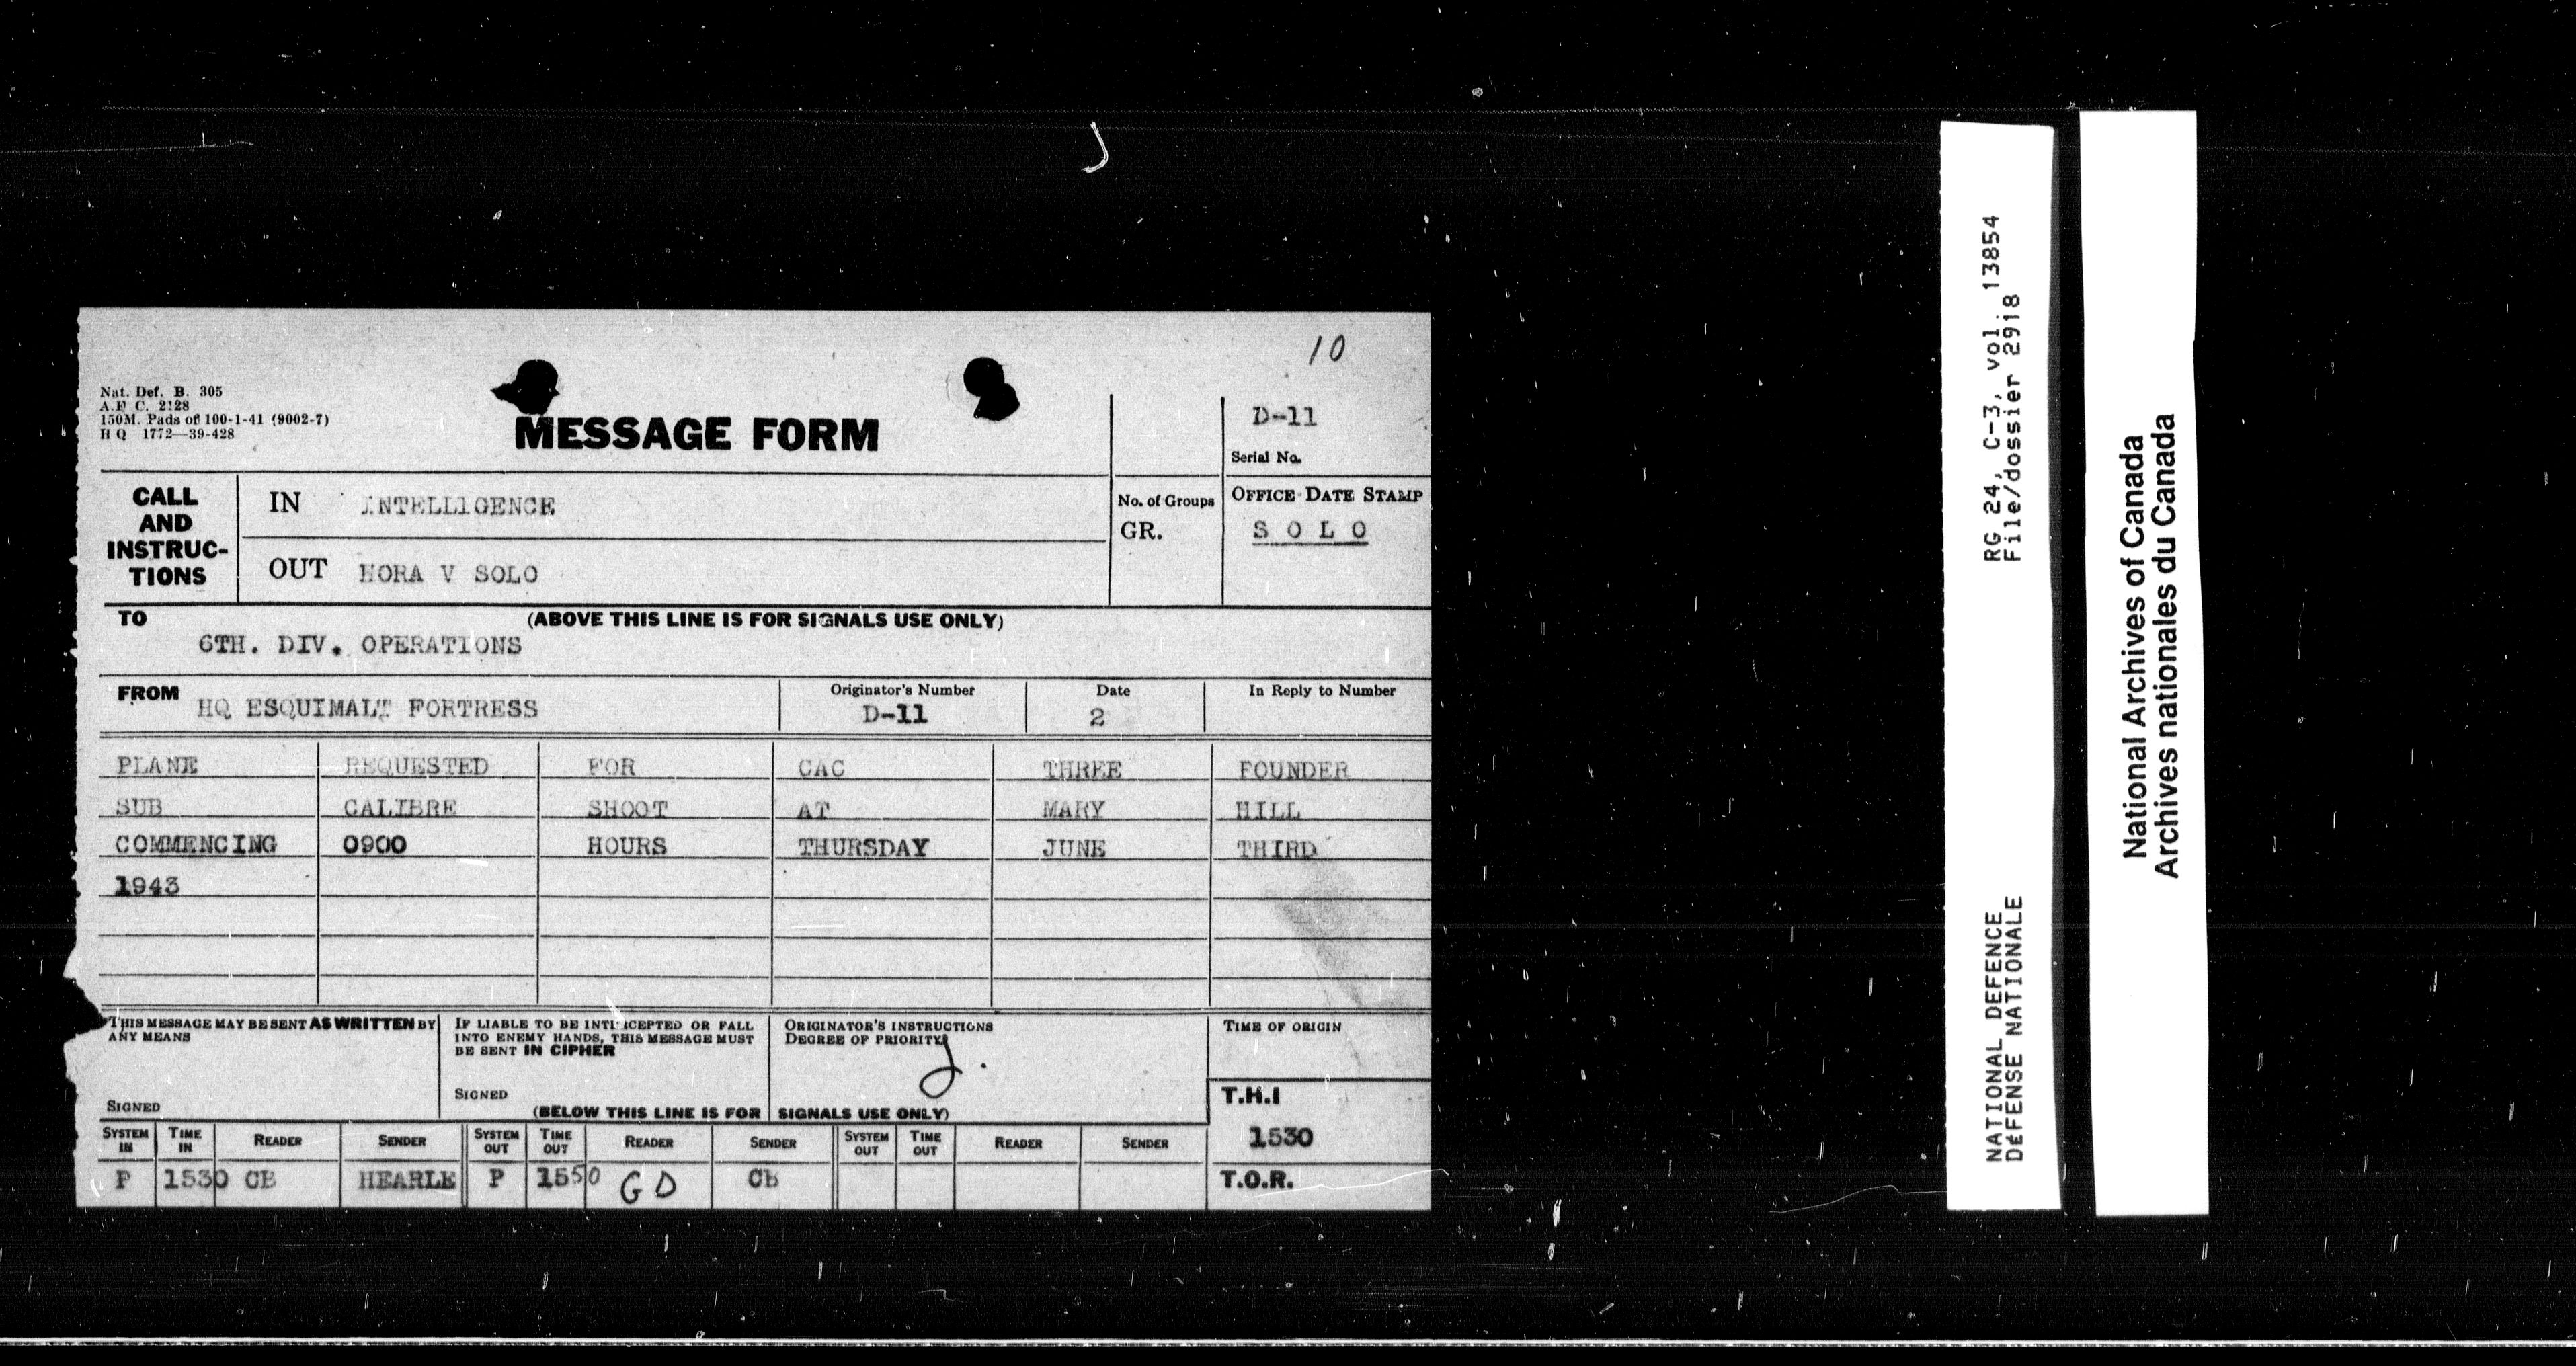 10
Nat. Def. B. 305
A.F C. 2128
150M. Pads of 100-1-41 (9002-7)
H Q 1772—39-428
MESSAGE FORM
D-11
Serial No.
CALL AND INSTRUC-TIONS
IN INTELLIGENCE
No. of Groups
GR.
OFFICE DATE STAMP
S O L O
OUT V SOLO
TO
(ABOVE THIS LINE IS FOR SIGNALS USE ONLY)
6TH. DIV. OPERATIONS
FROM HQ ESQUIMALT FORTRESS
Originator's Number
D-11
Date
2
In Reply to Number
PLANE REQUESTED FOR CAC THREE FOUNDER
SUB CALIBRE SHOOT AT MARY HILL
COMMENCING 0900 HOURS THURSDAY JUNE THIRD
1943
THIS MESSAGE MAY BE SENT AS WRITTEN BY
ANY MEANS
SIGNED
IF LIABLE TO BE INTERCEPTED OR FALL
INTO ENEMY HANDS, THIS MESSAGE MUST
BE SENT IN CIPHER
SIGNED
ORIGINATOR'S INSTRUCTIONS
DEGREE OF PRIORITY
TIME OF ORIGIN
T.H.I
1530
T.O.R.
(BELOW THIS LINE IS FOR SIGNALS USE ONLY)
SYSTEM IN TIME IN READER SENDER SYSTEM OUT TIME OUT READER SENDER SYSTEM OUT TIME OUT READER SENDER
P 1530 CB HEARLE P 1550 GD CB
RG 24, C-3, vol. 13854
File/dossier 2918
NATIONAL DEFENCE
DÉFENSE NATIONALE
National Archives of Canada
Archives nationales du Canada